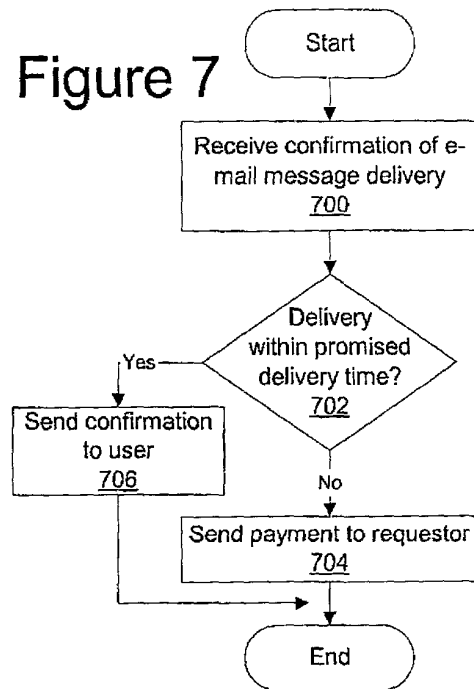 Figure 7
Start
Receive confirmation of e-
mail message delivery
700
Delivery
within promised
delivery time?
702
Yes
Send confirmation
to user
706
No
Send payment to requestor
704
End